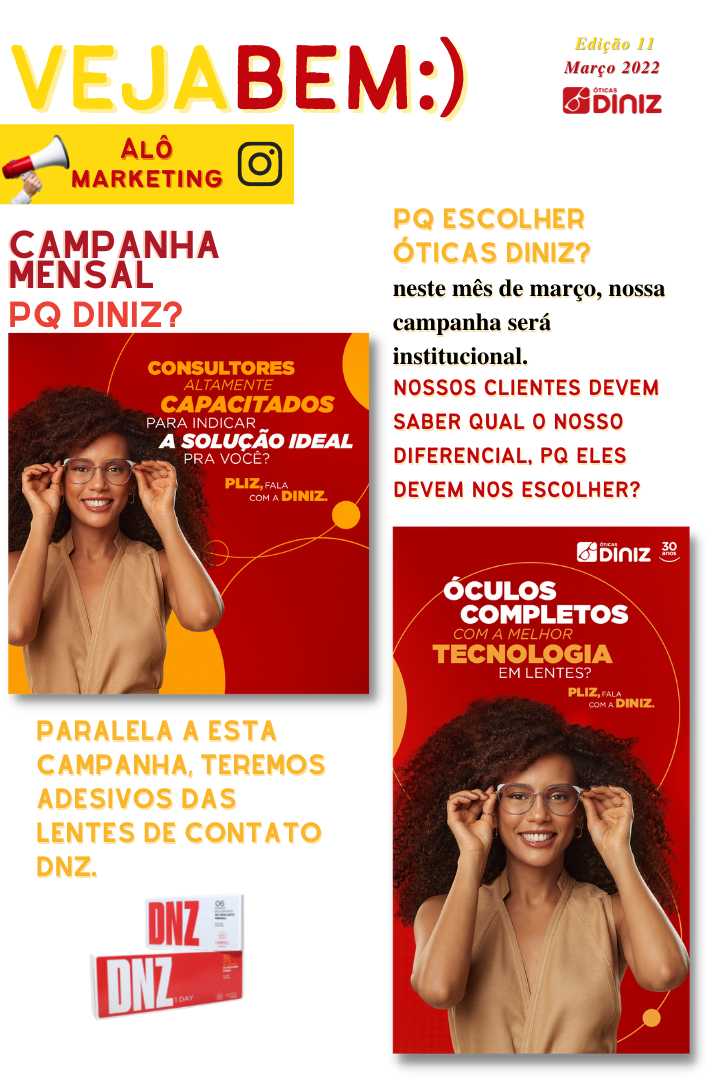 VEJABEM:)
Edição 11
Março 2022
ÓTICAS
DINIZ
ALÔ
MARKETING
CAMPANHA
MENSAL
PQ DINIZ?
CONSULTORES
ALTAMENTE
CAPACITADOS
PARA INDICAR
A SOLUÇÃO IDEAL
PRA VOCÊ?
PLIZ, FALA
COM A DINIZ.
PARALELA A ESTA
CAMPANHA, TEREMOS
ADESIVOS DAS
LENTES DE CONTATO
DNZ.
DNZ
06
DNZ
1 DAY
30
PQ ESCOLHER
ÓTICAS DINIZ?
neste mês de março, nossa
campanha será
institucional.
NOSSOS CLIENTES DEVEM
SABER QUAL O NOSSO
DIFERENCIAL, PQ ELES
DEVEM NOS ESCOLHER?
ÓTICAS
DINIZ
30
anos
ÓCULOS
COMPLETOS
COM A MELHOR
TECNOLOGIA
EM LENTES?
PLIZ, FALA
COM A DINIZ.